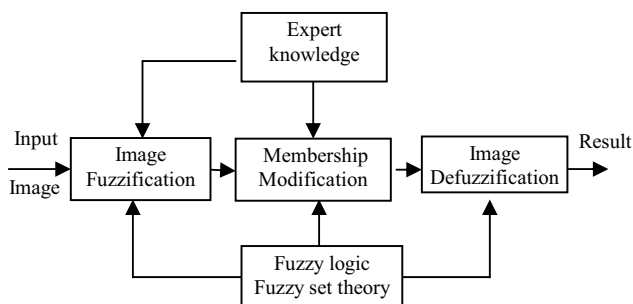 Expert
knowledge
Input
Image
Image
Fuzzification
Membership
Modification
Image
Defuzzification
Result
Fuzzy logic
Fuzzy set theory